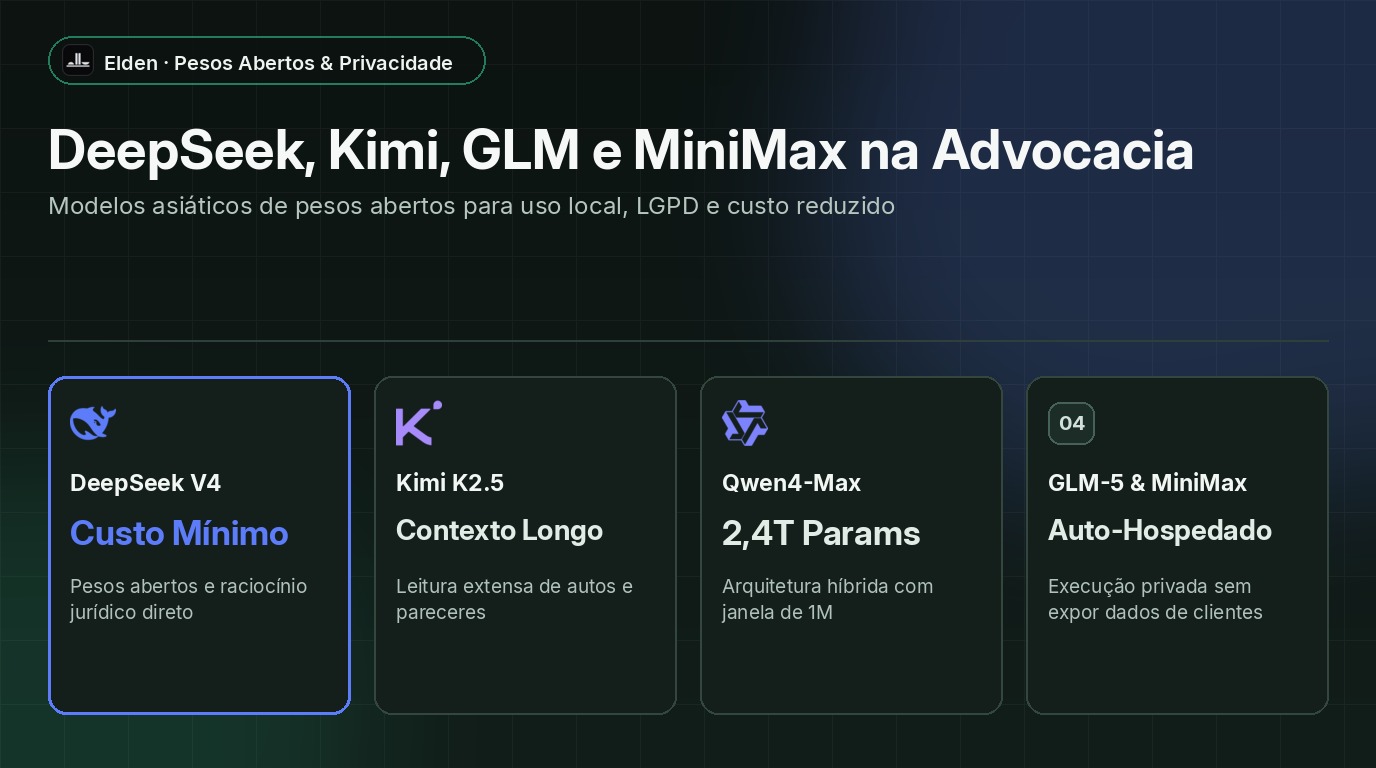 Elden · Pesos Abertos & Privacidade
DeepSeek, Kimi, GLM e MiniMax na Advocacia
Modelos asiáticos de pesos abertos para uso local, LGPD e custo reduzido
DeepSeek V4
Custo Mínimo
Pesos abertos e raciocínio
jurídico direto
Kimi K2.5
Contexto Longo
Leitura extensa de autos e
pareceres
Qwen4-Max
2,4T Params
Arquitetura híbrida com
janela de 1M
04
GLM-5 & MiniMax
Auto-Hospedado
Execução privada sem
expor dados de clientes